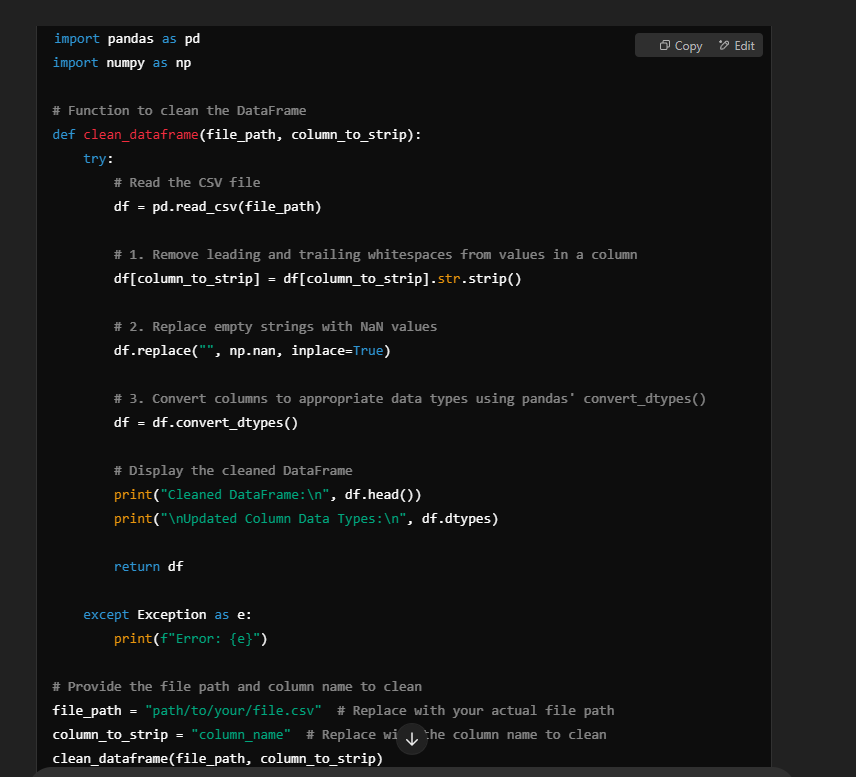 import pandas as pd
Copy Edit
import numpy as np
# Function to clean the DataFrame
def clean_dataframe(file_path, column_to_strip):
    try:
        # Read the CSV file
        df = pd.read_csv(file_path)
        # 1. Remove leading and trailing whitespaces from values in a column
        df[column_to_strip] = df[column_to_strip].str.strip()
        # 2. Replace empty strings with NaN values
        df.replace("", np.nan, inplace=True)
        # 3. Convert columns to appropriate data types using pandas' convert_dtypes()
        df = df.convert_dtypes()
        # Display the cleaned DataFrame
        print("Cleaned DataFrame:\n", df.head())
        print("\nUpdated Column Data Types:\n", df.dtypes)
        return df
    except Exception as e:
        print(f"Error: {e}")
# Provide the file path and column name to clean
file_path = "path/to/your/file.csv"  # Replace with your actual file path
column_to_strip = "column_name"  # Replace the column name to clean
clean_dataframe(file_path, column_to_strip)